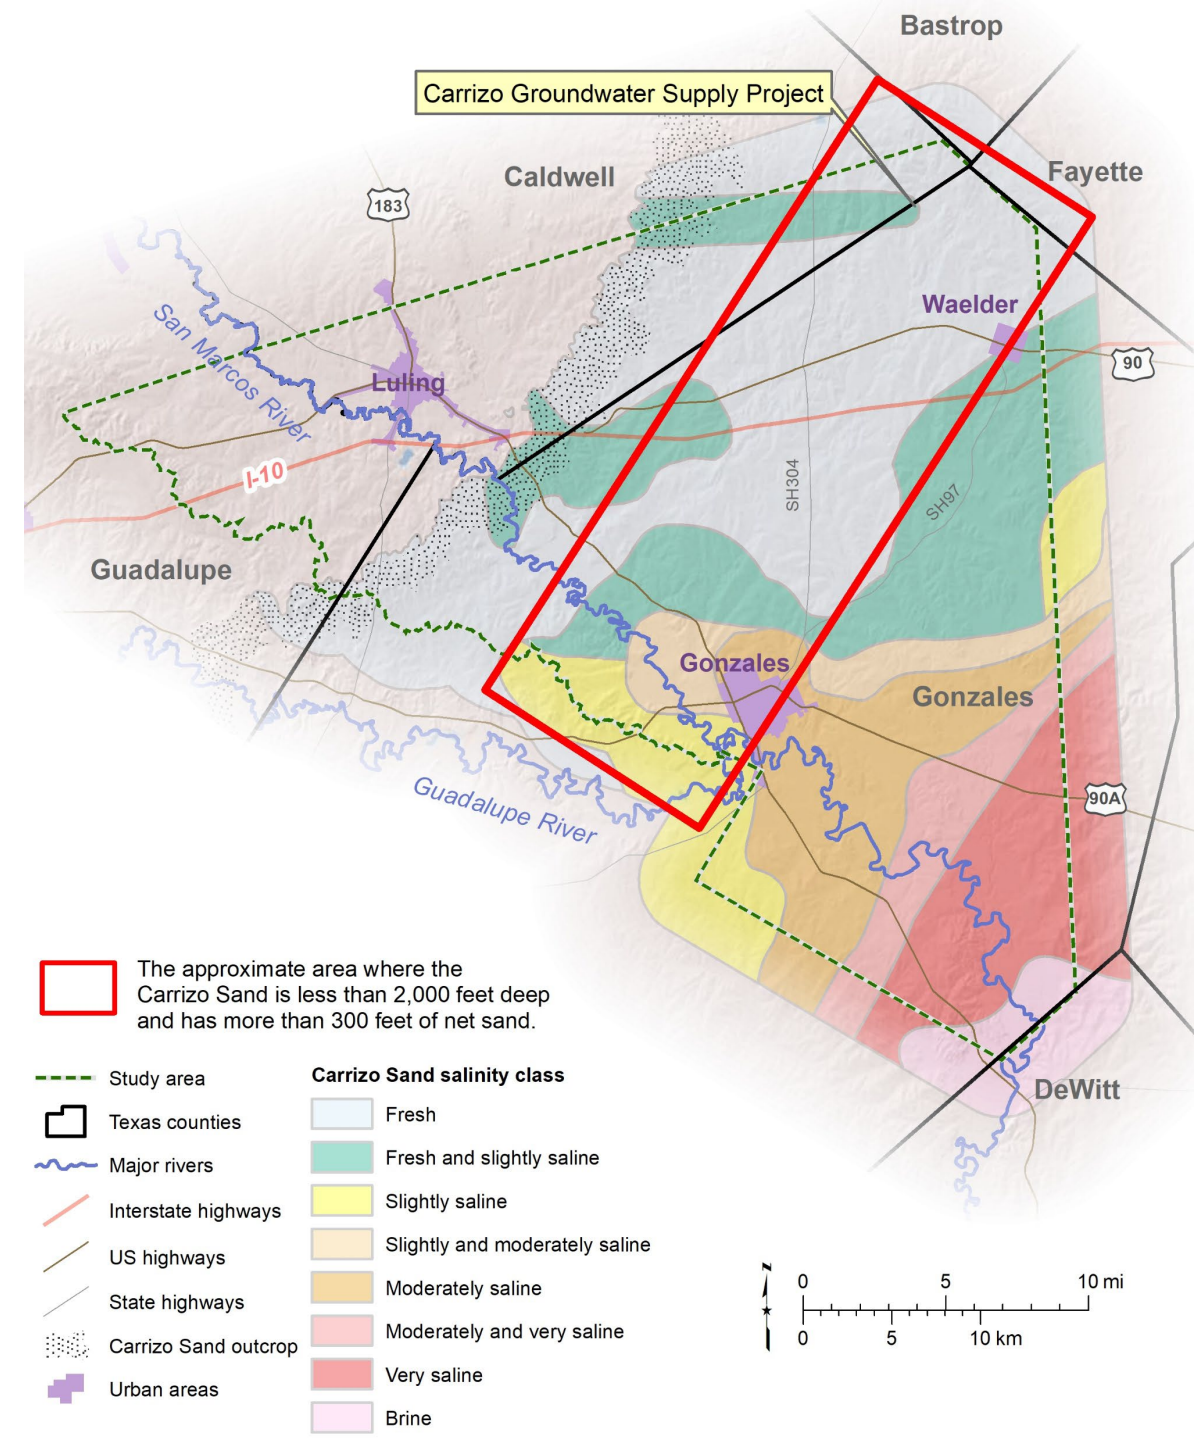 Bastrop
Carrizo Groundwater Supply Project
Caldwell
Fayette
183
Waelder
San Marcos River
Luling
90
I-10
SH304
SH97
Guadalupe
Gonzales
Gonzales
Guadalupe River
90A
DeWitt
The approximate area where the
Carrizo Sand is less than 2,000 feet deep
and has more than 300 feet of net sand.
Study area
Texas counties
Major rivers
Interstate highways
US highways
State highways
Carrizo Sand outcrop
Urban areas
Carrizo Sand salinity class
Fresh
Fresh and slightly saline
Slightly saline
Slightly and moderately saline
Moderately saline
Moderately and very saline
Very saline
Brine
N
0 5 10 mi
0 5 10 km